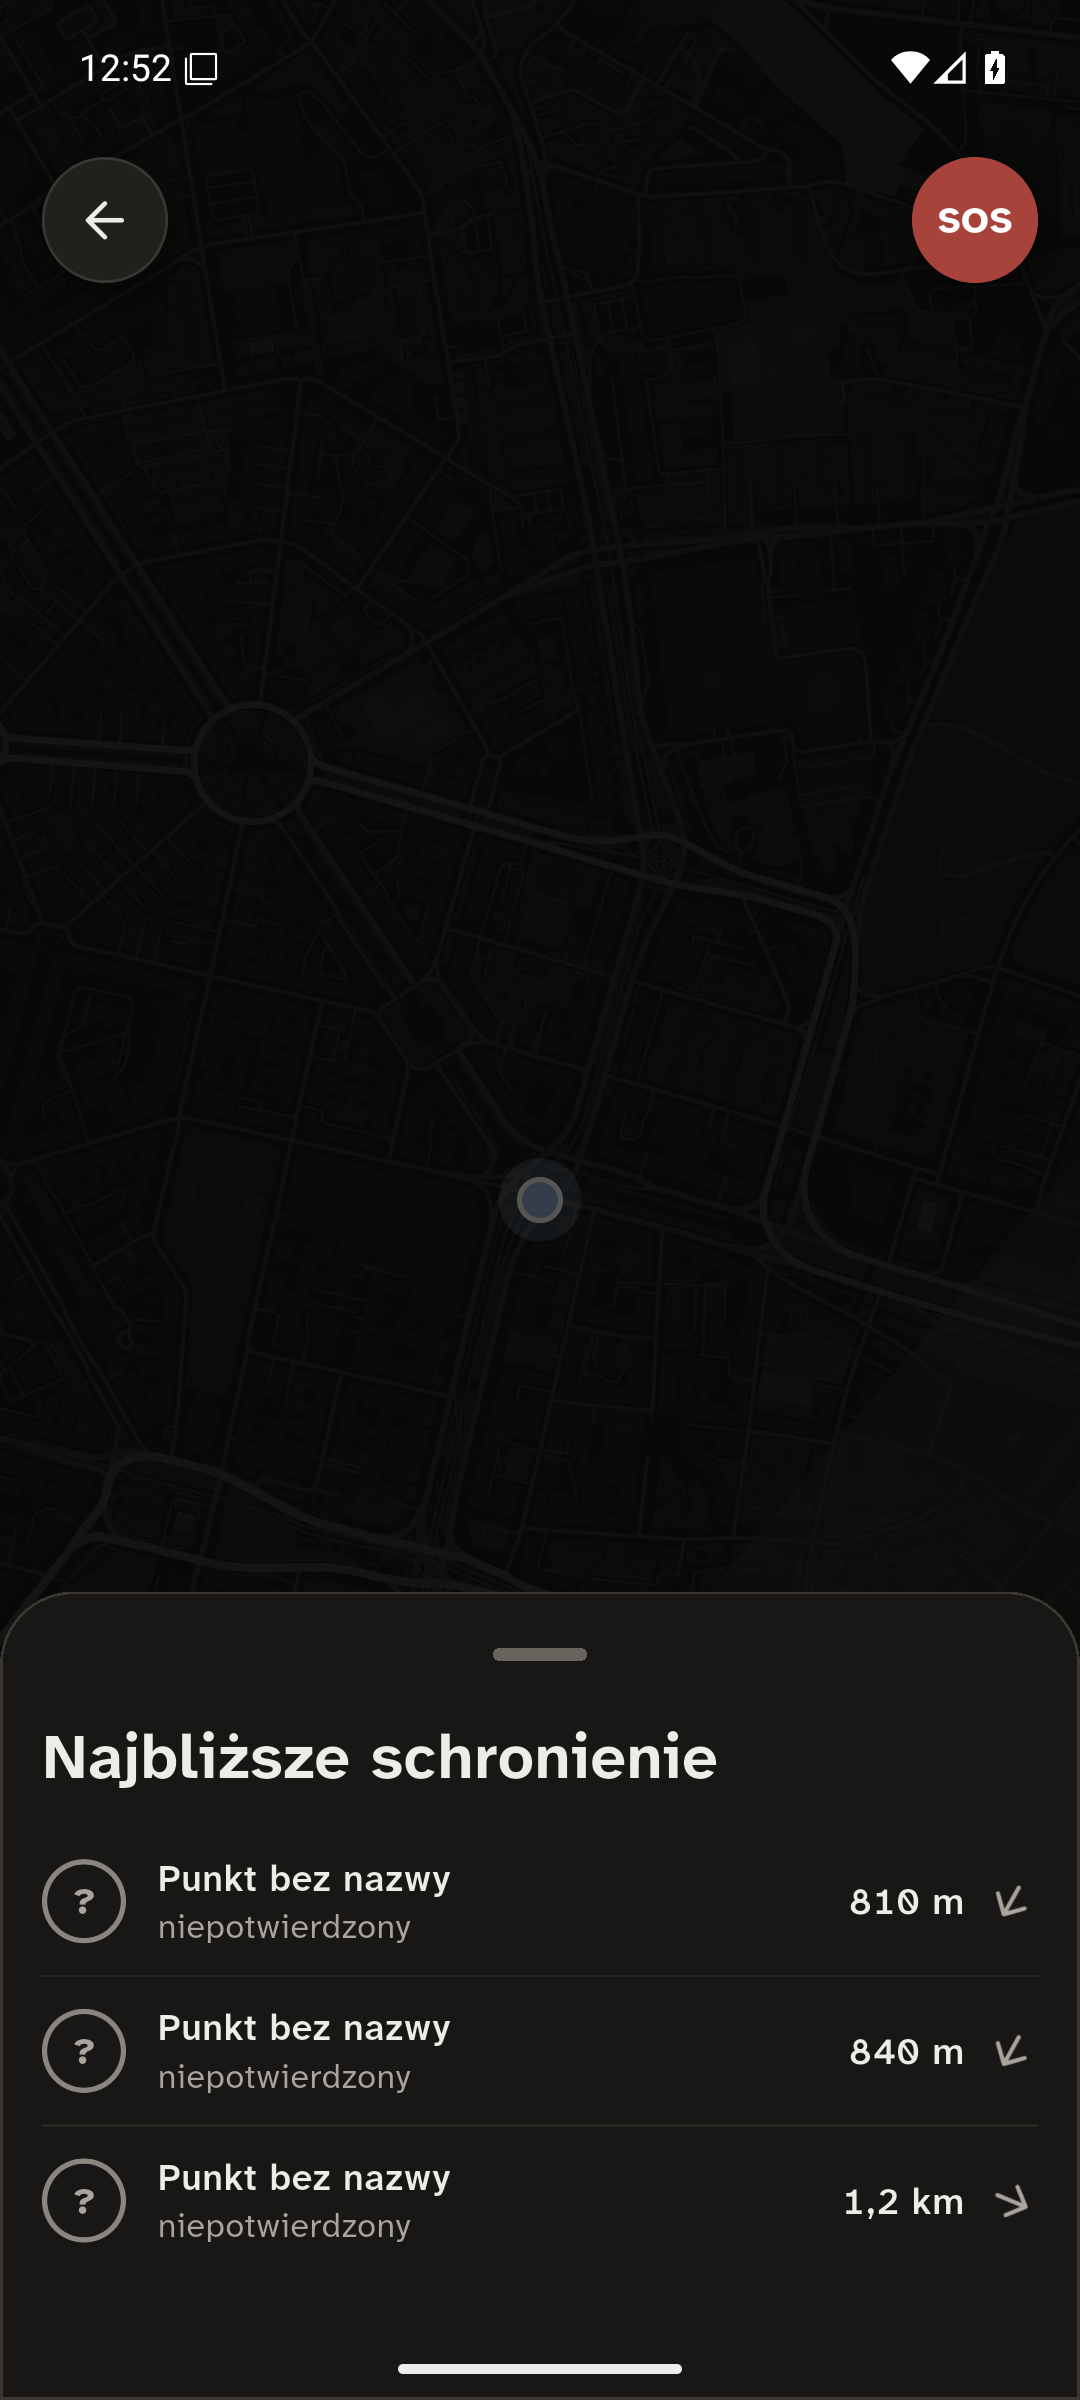 12:52
SOS
Najbliższe schronienie
? Punkt bez nazwy 810 m
niepotwierdzony
? Punkt bez nazwy 840 m
niepotwierdzony
? Punkt bez nazwy 1,2 km
niepotwierdzony